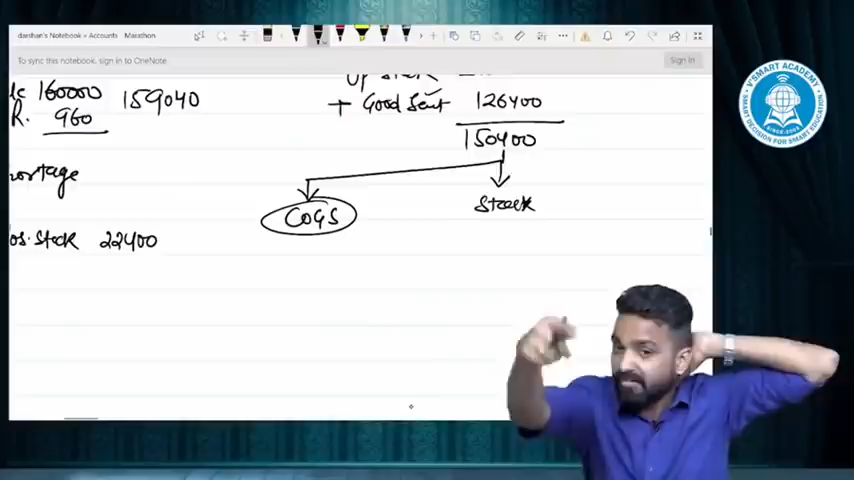 darshan's Notebook » Accounts Marathon
To sync this notebook, sign in to OneNote.
Sign in
160000 159040
R. 960
+ Good Sent 126400
150400
COGS
Stock
os. Stock 22400
V'SMART ACADEMY
SMART DECISION FOR SMART EDUCATION